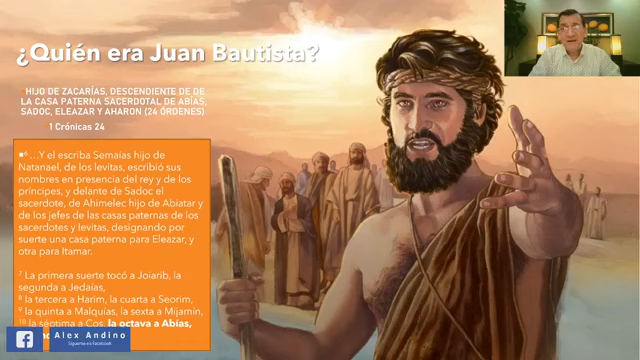 ¿Quién era Juan Bautista?
HIJO DE ZACARÍAS, DESCENDIENTE DE DE
LA CASA PATERNA SACERDOTAL DE ABÍAS,
SADOC, ELEAZAR Y AHARON (24 ÓRDENES)
1 Crónicas 24
6 …Y el escriba Semaías hijo de
Natanael, de los levitas, escribió sus
nombres en presencia del rey y de los
príncipes, y delante de Sadoc el
sacerdote, de Ahimelec hijo de Abiatar y
de los jefes de las casas paternas de los
sacerdotes y levitas, designando por
suerte una casa paterna para Eleazar, y
otra para Itamar.
7 La primera suerte tocó a Joiarib, la
segunda a Jedaías,
8 la tercera a Harim, la cuarta a Seorim,
9 la quinta a Malquías, la sexta a Mijamín,
10 la séptima a Cos, la octava a Abías,
Alex Andino